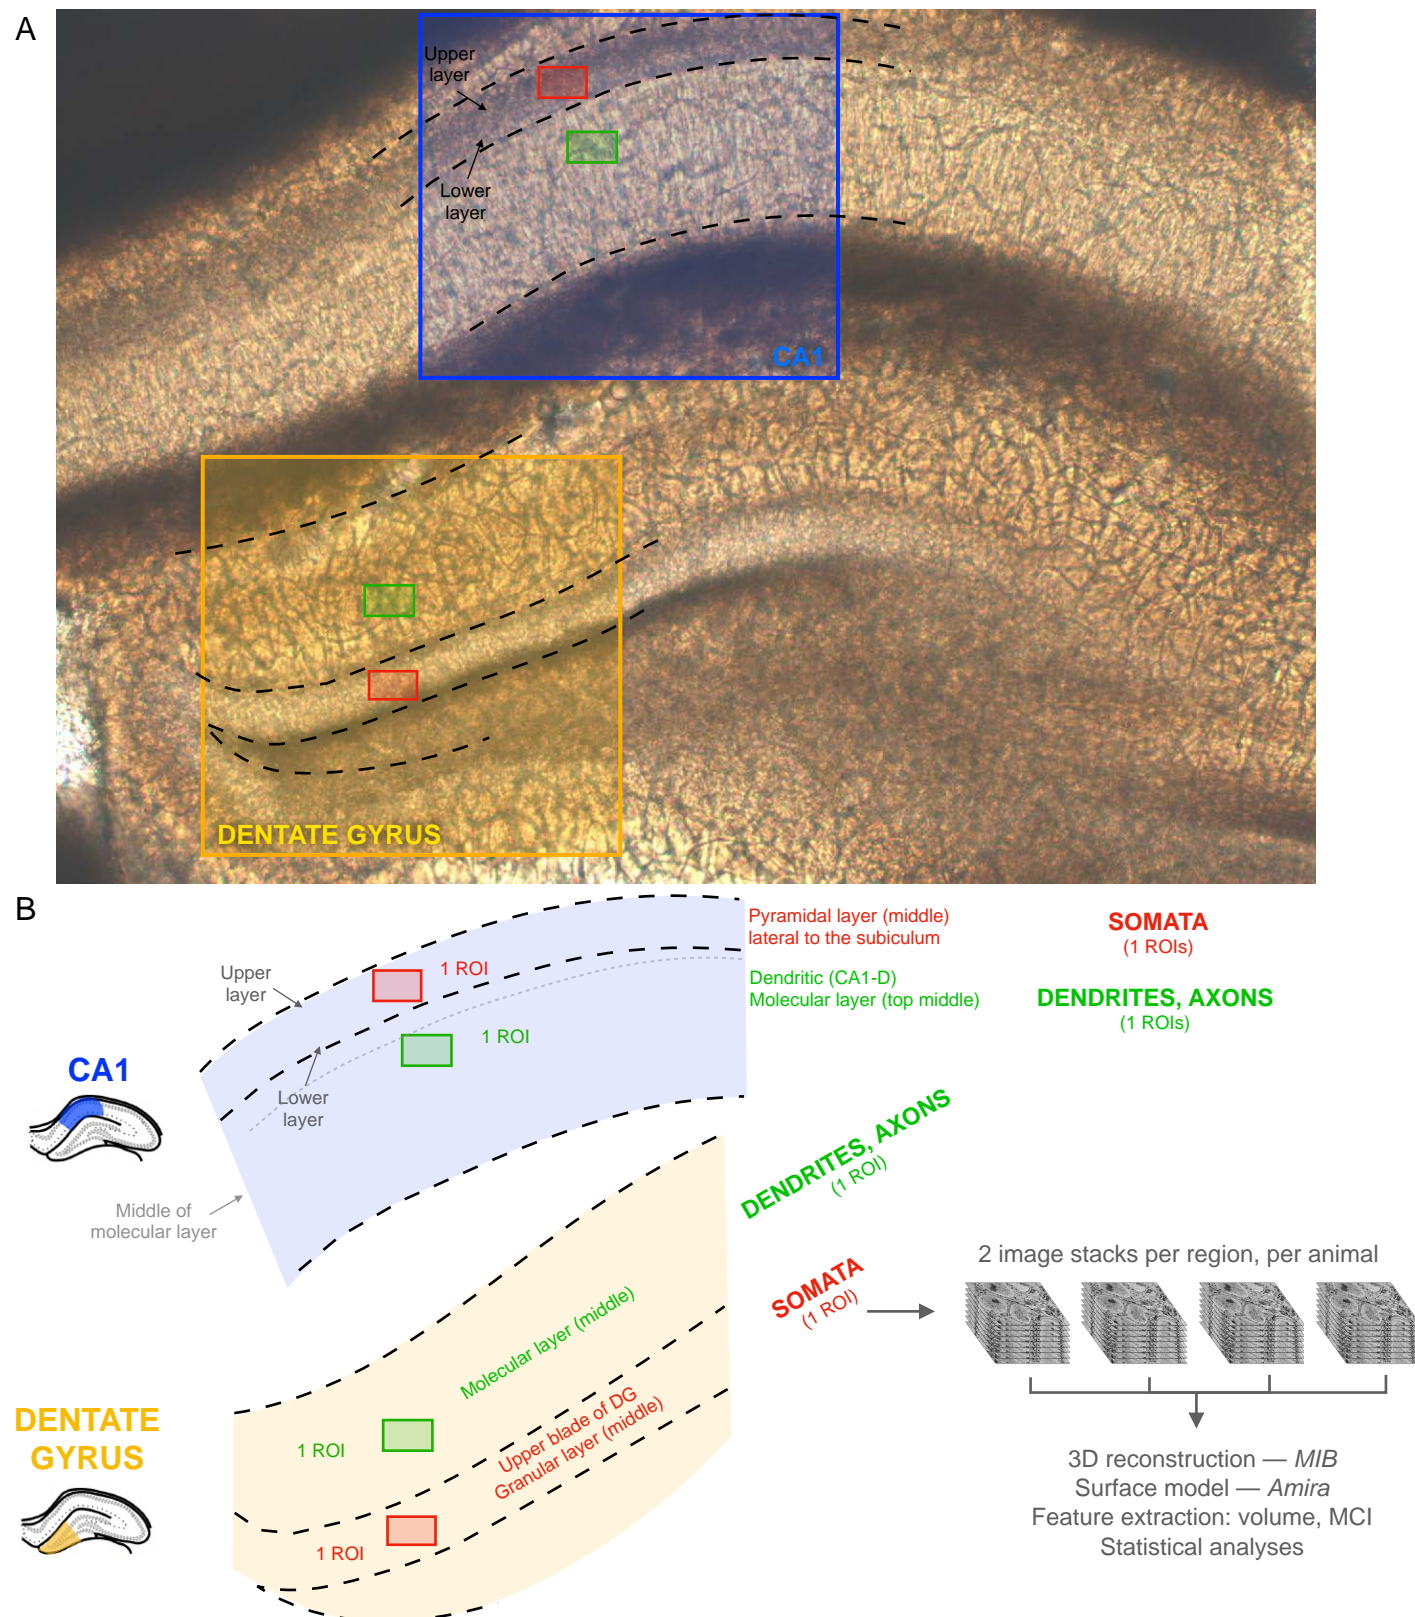 A
Upper
layer
Lower
layer
CA1
DENTATE GYRUS
B
Pyramidal layer (middle)
lateral to the subiculum
SOMATA
(1 ROIs)
Upper
layer
1 ROI
Dendritic (CA1-D)
Molecular layer (top middle)
DENDRITES, AXONS
(1 ROIs)
1 ROI
CA1
Lower
layer
Middle of
molecular layer
DENDRITES, AXONS
(1 ROI)
SOMATA
(1 ROI)
2 image stacks per region, per animal
Molecular layer (middle)
DENTATE
GYRUS
1 ROI
Upper blade of DG
Granular layer (middle)
1 ROI
3D reconstruction — MIB
Surface model — Amira
Feature extraction: volume, MCI
Statistical analyses